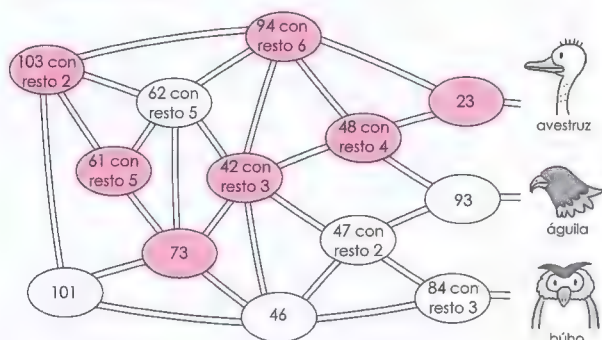 94 con
resto 6
103 con
resto 2
62 con
resto 5
23
avestruz
48 con
resto 4
61 con
resto 5
42 con
resto 3
93
águila
47 con
resto 2
73
84 con
resto 3
101
46
búho